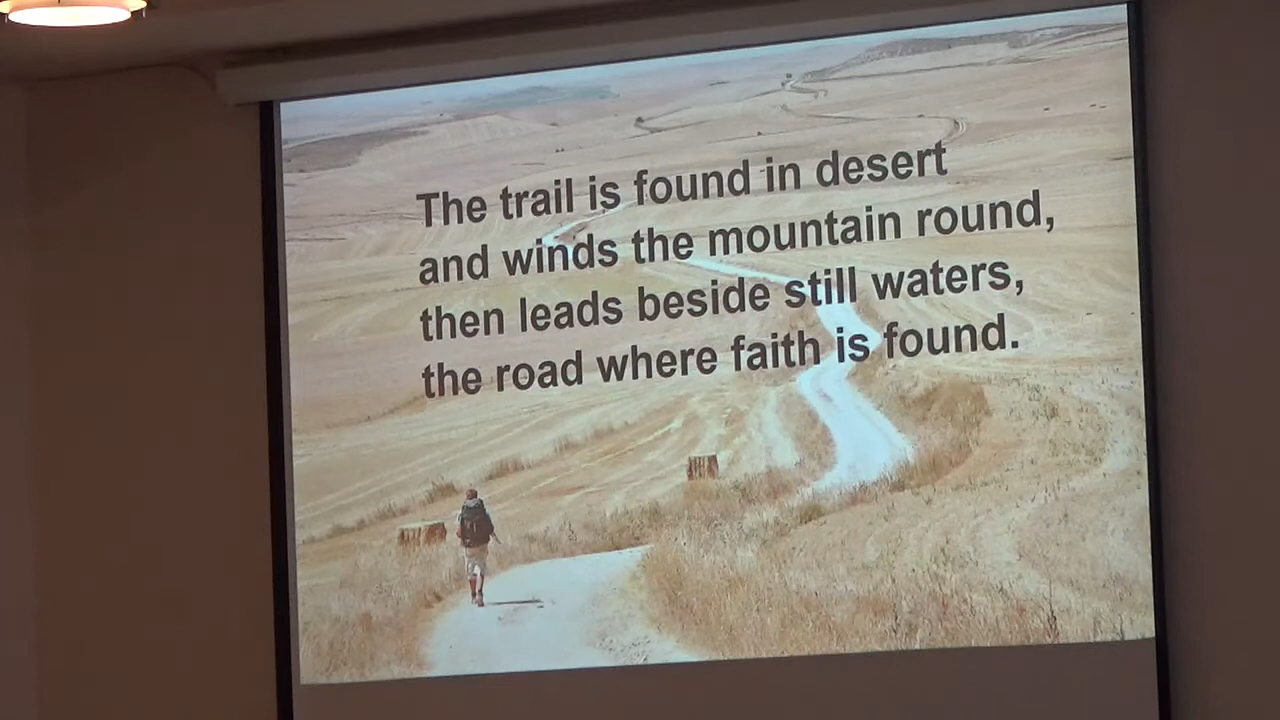 The trail is found in desert
and winds the mountain round,
then leads beside still waters,
the road where faith is found.